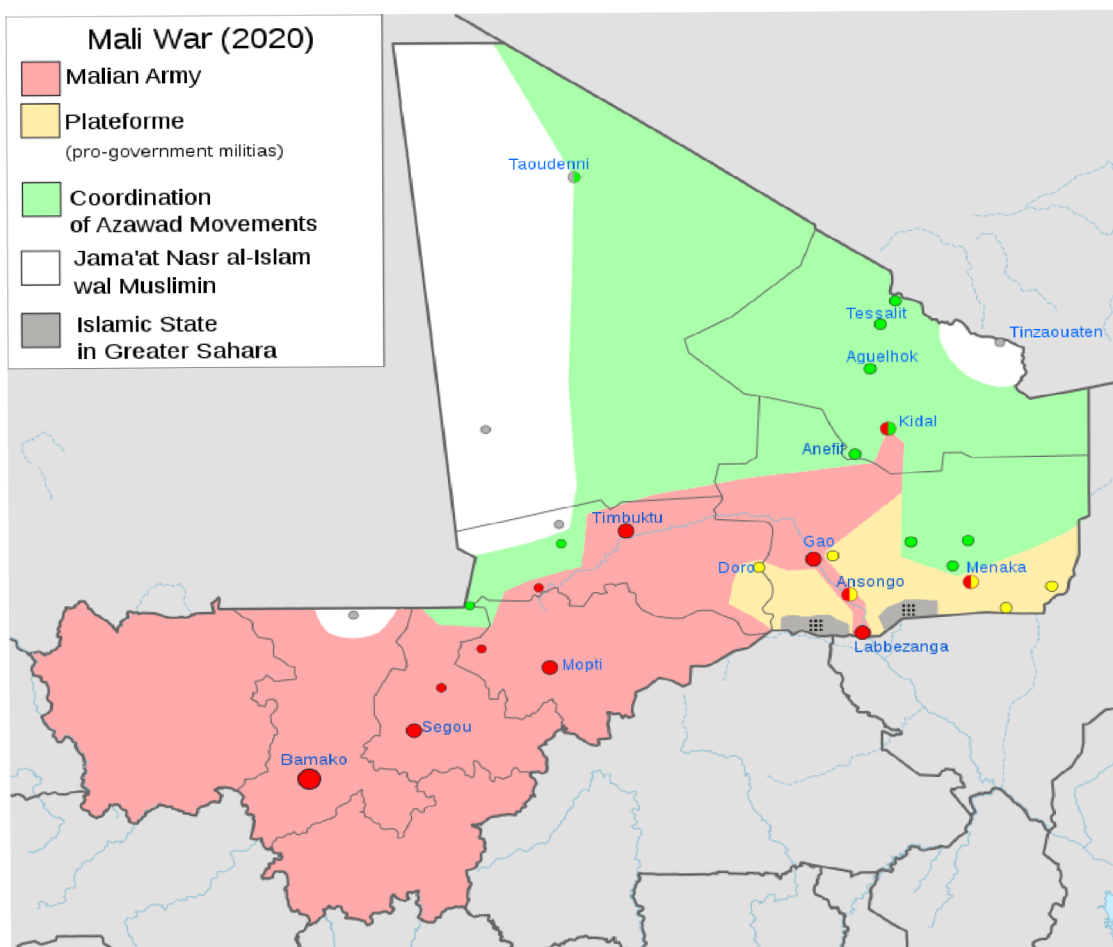 Mali War (2020)
Malian Army
Plateforme
(pro-government militias)
Coordination
of Azawad Movements
Jama'at Nasr al-Islam
wal Muslimin
Islamic State
in Greater Sahara
Taoudenni
Tessalit
Tinzaouaten
Aguelhok
Kidal
Anefif
Timbuktu
Gao
Doro
Menaka
Ansongo
Labbezanga
Mopti
Segou
Bamako